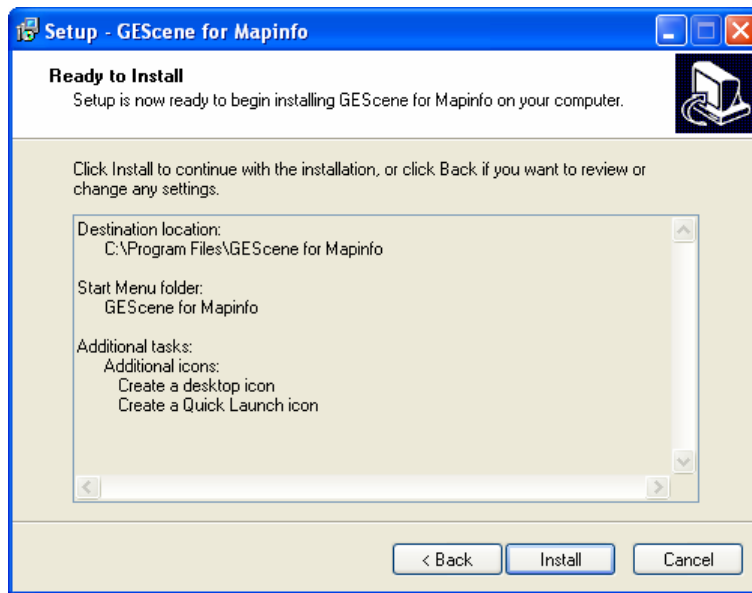 Setup - GEScene for Mapinfo
Ready to Install
Setup is now ready to begin installing GEScene for Mapinfo on your computer.
Click Install to continue with the installation, or click Back if you want to review or
change any settings.
Destination location:
C:\Program Files\GEScene for Mapinfo
Start Menu folder:
GEScene for Mapinfo
Additional tasks:
Additional icons:
Create a desktop icon
Create a Quick Launch icon
< Back Install Cancel